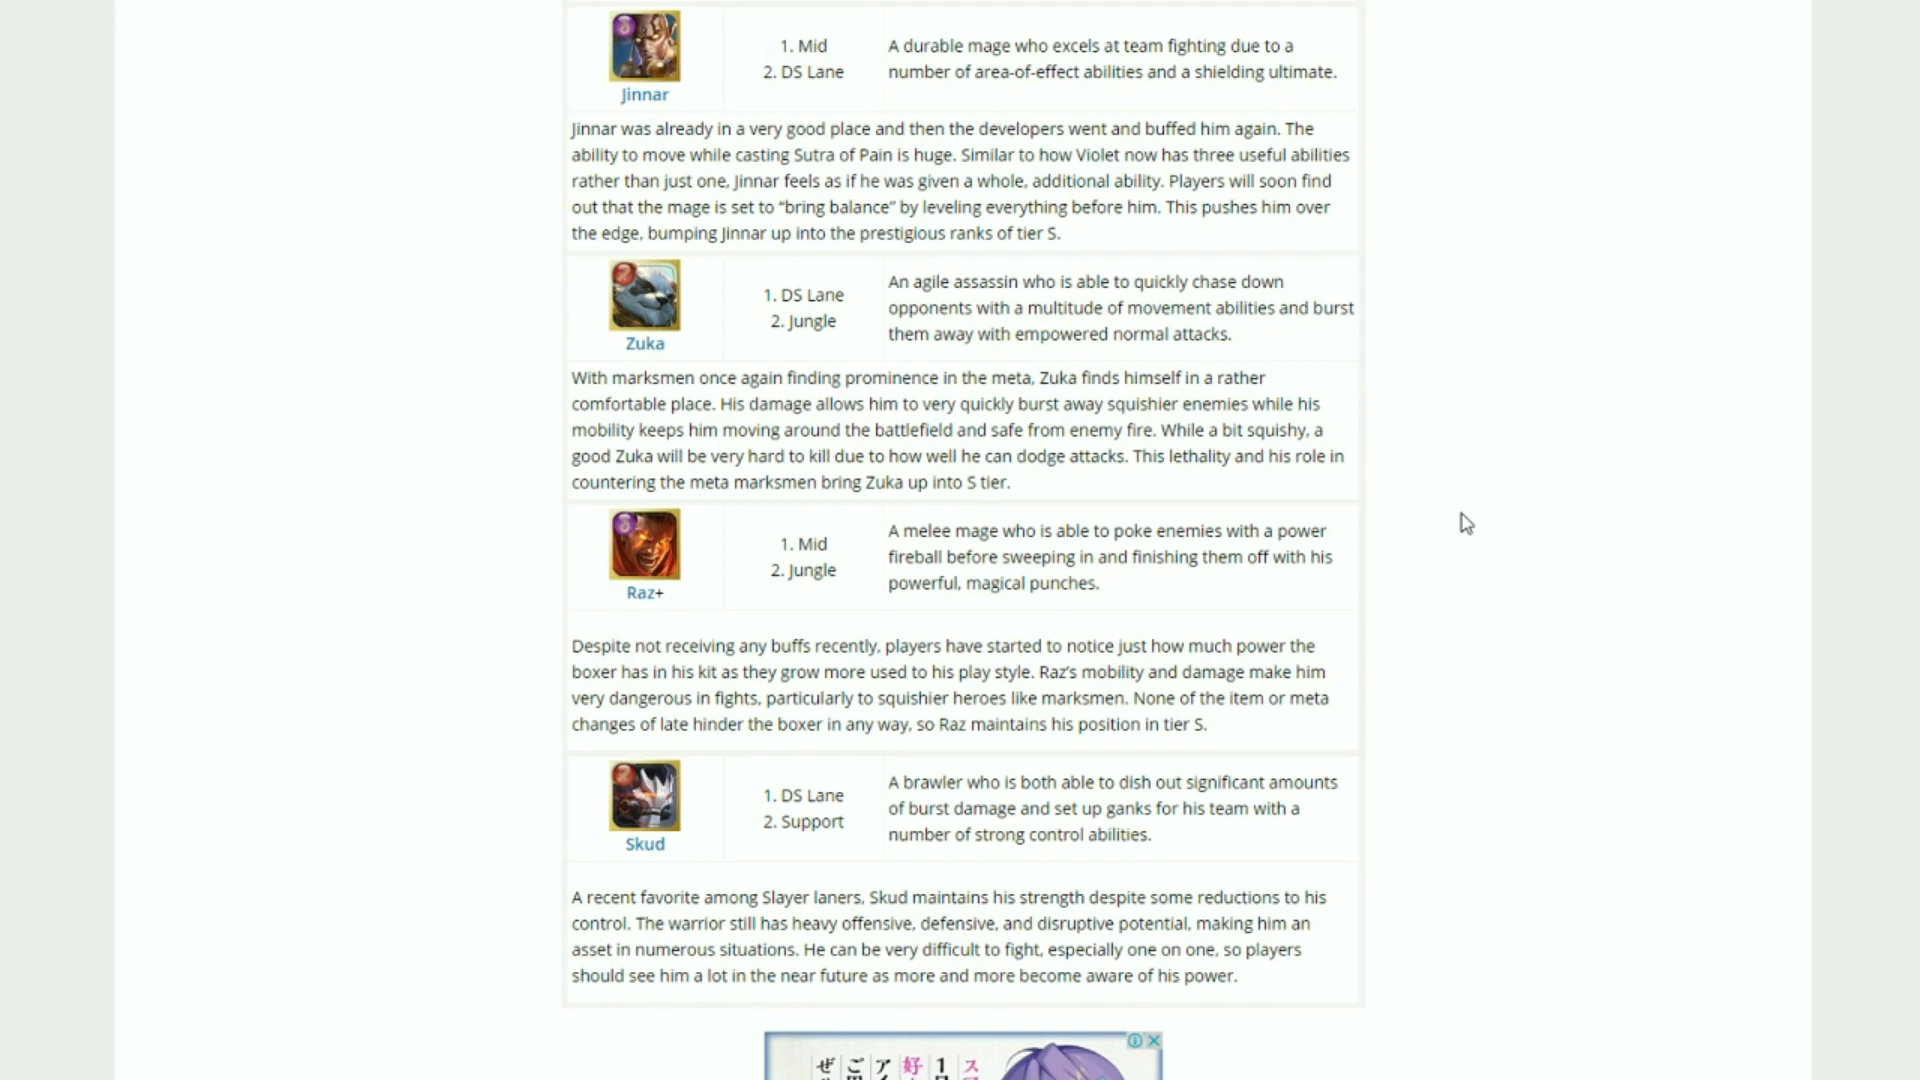 1. Mid
2. DS Lane
A durable mage who excels at team fighting due to a
number of area-of-effect abilities and a shielding ultimate.
Jinnar
Jinnar was already in a very good place and then the developers went and buffed him again. The
ability to move while casting Sutra of Pain is huge. Similar to how Violet now has three useful abilities
rather than just one, Jinnar feels as if he was given a whole, additional ability. Players will soon find
out that the mage is set to “bring balance” by leveling everything before him. This pushes him over
the edge, bumping Jinnar up into the prestigious ranks of tier S.
1. DS Lane
2. Jungle
An agile assassin who is able to quickly chase down
opponents with a multitude of movement abilities and burst
them away with empowered normal attacks.
Zuka
With marksmen once again finding prominence in the meta, Zuka finds himself in a rather
comfortable place. His damage allows him to very quickly burst away squishier enemies while his
mobility keeps him moving around the battlefield and safe from enemy fire. While a bit squishy, a
good Zuka will be very hard to kill due to how well he can dodge attacks. This lethality and his role in
countering the meta marksmen bring Zuka up into S tier.
1. Mid
2. Jungle
A melee mage who is able to poke enemies with a power
fireball before sweeping in and finishing them off with his
powerful, magical punches.
Raz+
Despite not receiving any buffs recently, players have started to notice just how much power the
boxer has in his kit as they grow more used to his play style. Raz’s mobility and damage make him
very dangerous in fights, particularly to squishier heroes like marksmen. None of the item or meta
changes of late hinder the boxer in any way, so Raz maintains his position in tier S.
1. DS Lane
2. Support
A brawler who is both able to dish out significant amounts
of burst damage and set up ganks for his team with a
number of strong control abilities.
Skud
A recent favorite among Slayer laners, Skud maintains his strength despite some reductions to his
control. The warrior still has heavy offensive, defensive, and disruptive potential, making him an
asset in numerous situations. He can be very difficult to fight, especially one on one, so players
should see him a lot in the near future as more and more become aware of his power.